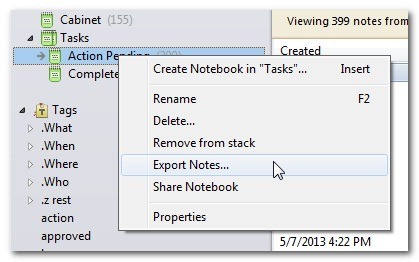 Cabinet (155)
Viewing 399 notes from
Tasks
Created
Action Pending
Complete
Create Notebook in "Tasks"... Insert
Rename F2
Delete...
Remove from stack
Export Notes...
Share Notebook
Properties
Tags
.What
.When
.Where
.Who
.z rest
action
approved
5/7/2013 4:22 PM